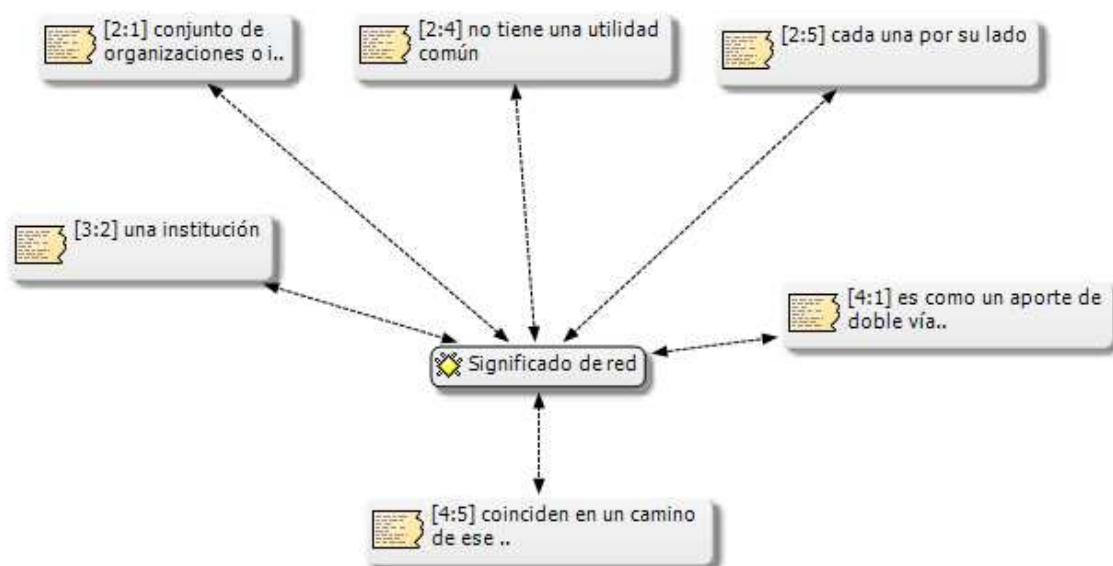 [2:1] conjunto de
organizaciones o i..
[2:4] no tiene una utilidad
común
[2:5] cada una por su lado
[3:2] una institución
[4:1] es como un aporte de
doble vía..
Significado de red
[4:5] coinciden en un camino
de ese ..